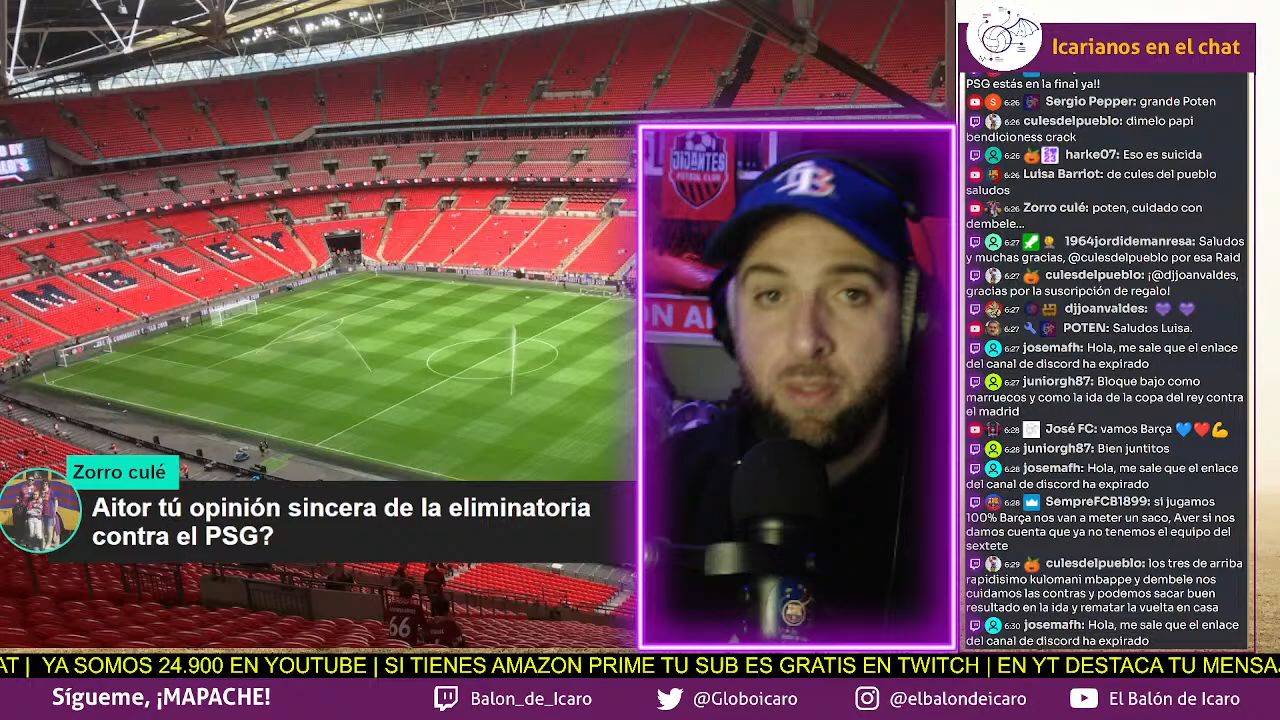 Icarianos en el chat
PSG estás en la final ya!!
6:26 Sergio Pepper: grande Poten
6:26 culesdelpueblo: dimelo papi
bendicioness crack
6:26 harke07: Eso es suicida
6:26 Luisa Barriot: de cules del pueblo
saludos
6:26 Zorro culé: poten, cuidado con
dembele...
6:27 1964jordidemanresa: Saludos
y muchas gracias, @culesdelpueblo por esa Raid
6:27 culesdelpueblo: ¡@djjoanvaldes,
gracias por la suscripción de regalo!
6:27 djjoanvaldes: 💜 💜
6:27 POTEN: Saludos Luisa.
6:27 josemafh: Hola, me sale que el enlace
del canal de discord ha expirado
6:27 juniorgh87: Bloque bajo como
marruecos y como la ida de la copa del rey contra
el madrid
6:28 José FC: vamos Barça 💙❤️💪
6:28 juniorgh87: Bien juntitos
6:28 josemafh: Hola, me sale que el enlace
del canal de discord ha expirado
6:28 SempreFCB1899: si jugamos
100% Barça nos van a meter un saco, Aver si nos
damos cuenta que ya no tenemos el equipo del
sextete
6:29 culesdelpueblo: las tres de arriba
rapidisimo kulomani mbappe y dembele nos
cuidamos las contras podemos sacar buen
resultado en la ida y rematar la vuelta en casa
6:30 josemafh: Hola, me sale que el enlace
del canal de discord ha expirado
GIGANTES
FÚTBOL CLUB
WEMBLEY
66
Zorro culé
Aitor tú opinión sincera de la eliminatoria
contra el PSG?
AT | YA SOMOS 24.900 EN YOUTUBE | SI TIENES AMAZON PRIME TU SUB ES GRATIS EN TWITCH | EN YT DESTACA TU MENSA
Sígueme, ¡MAPACHE! Balon_de_Icaro @Globoicaro @elbalondeicaro El Balón de Icaro